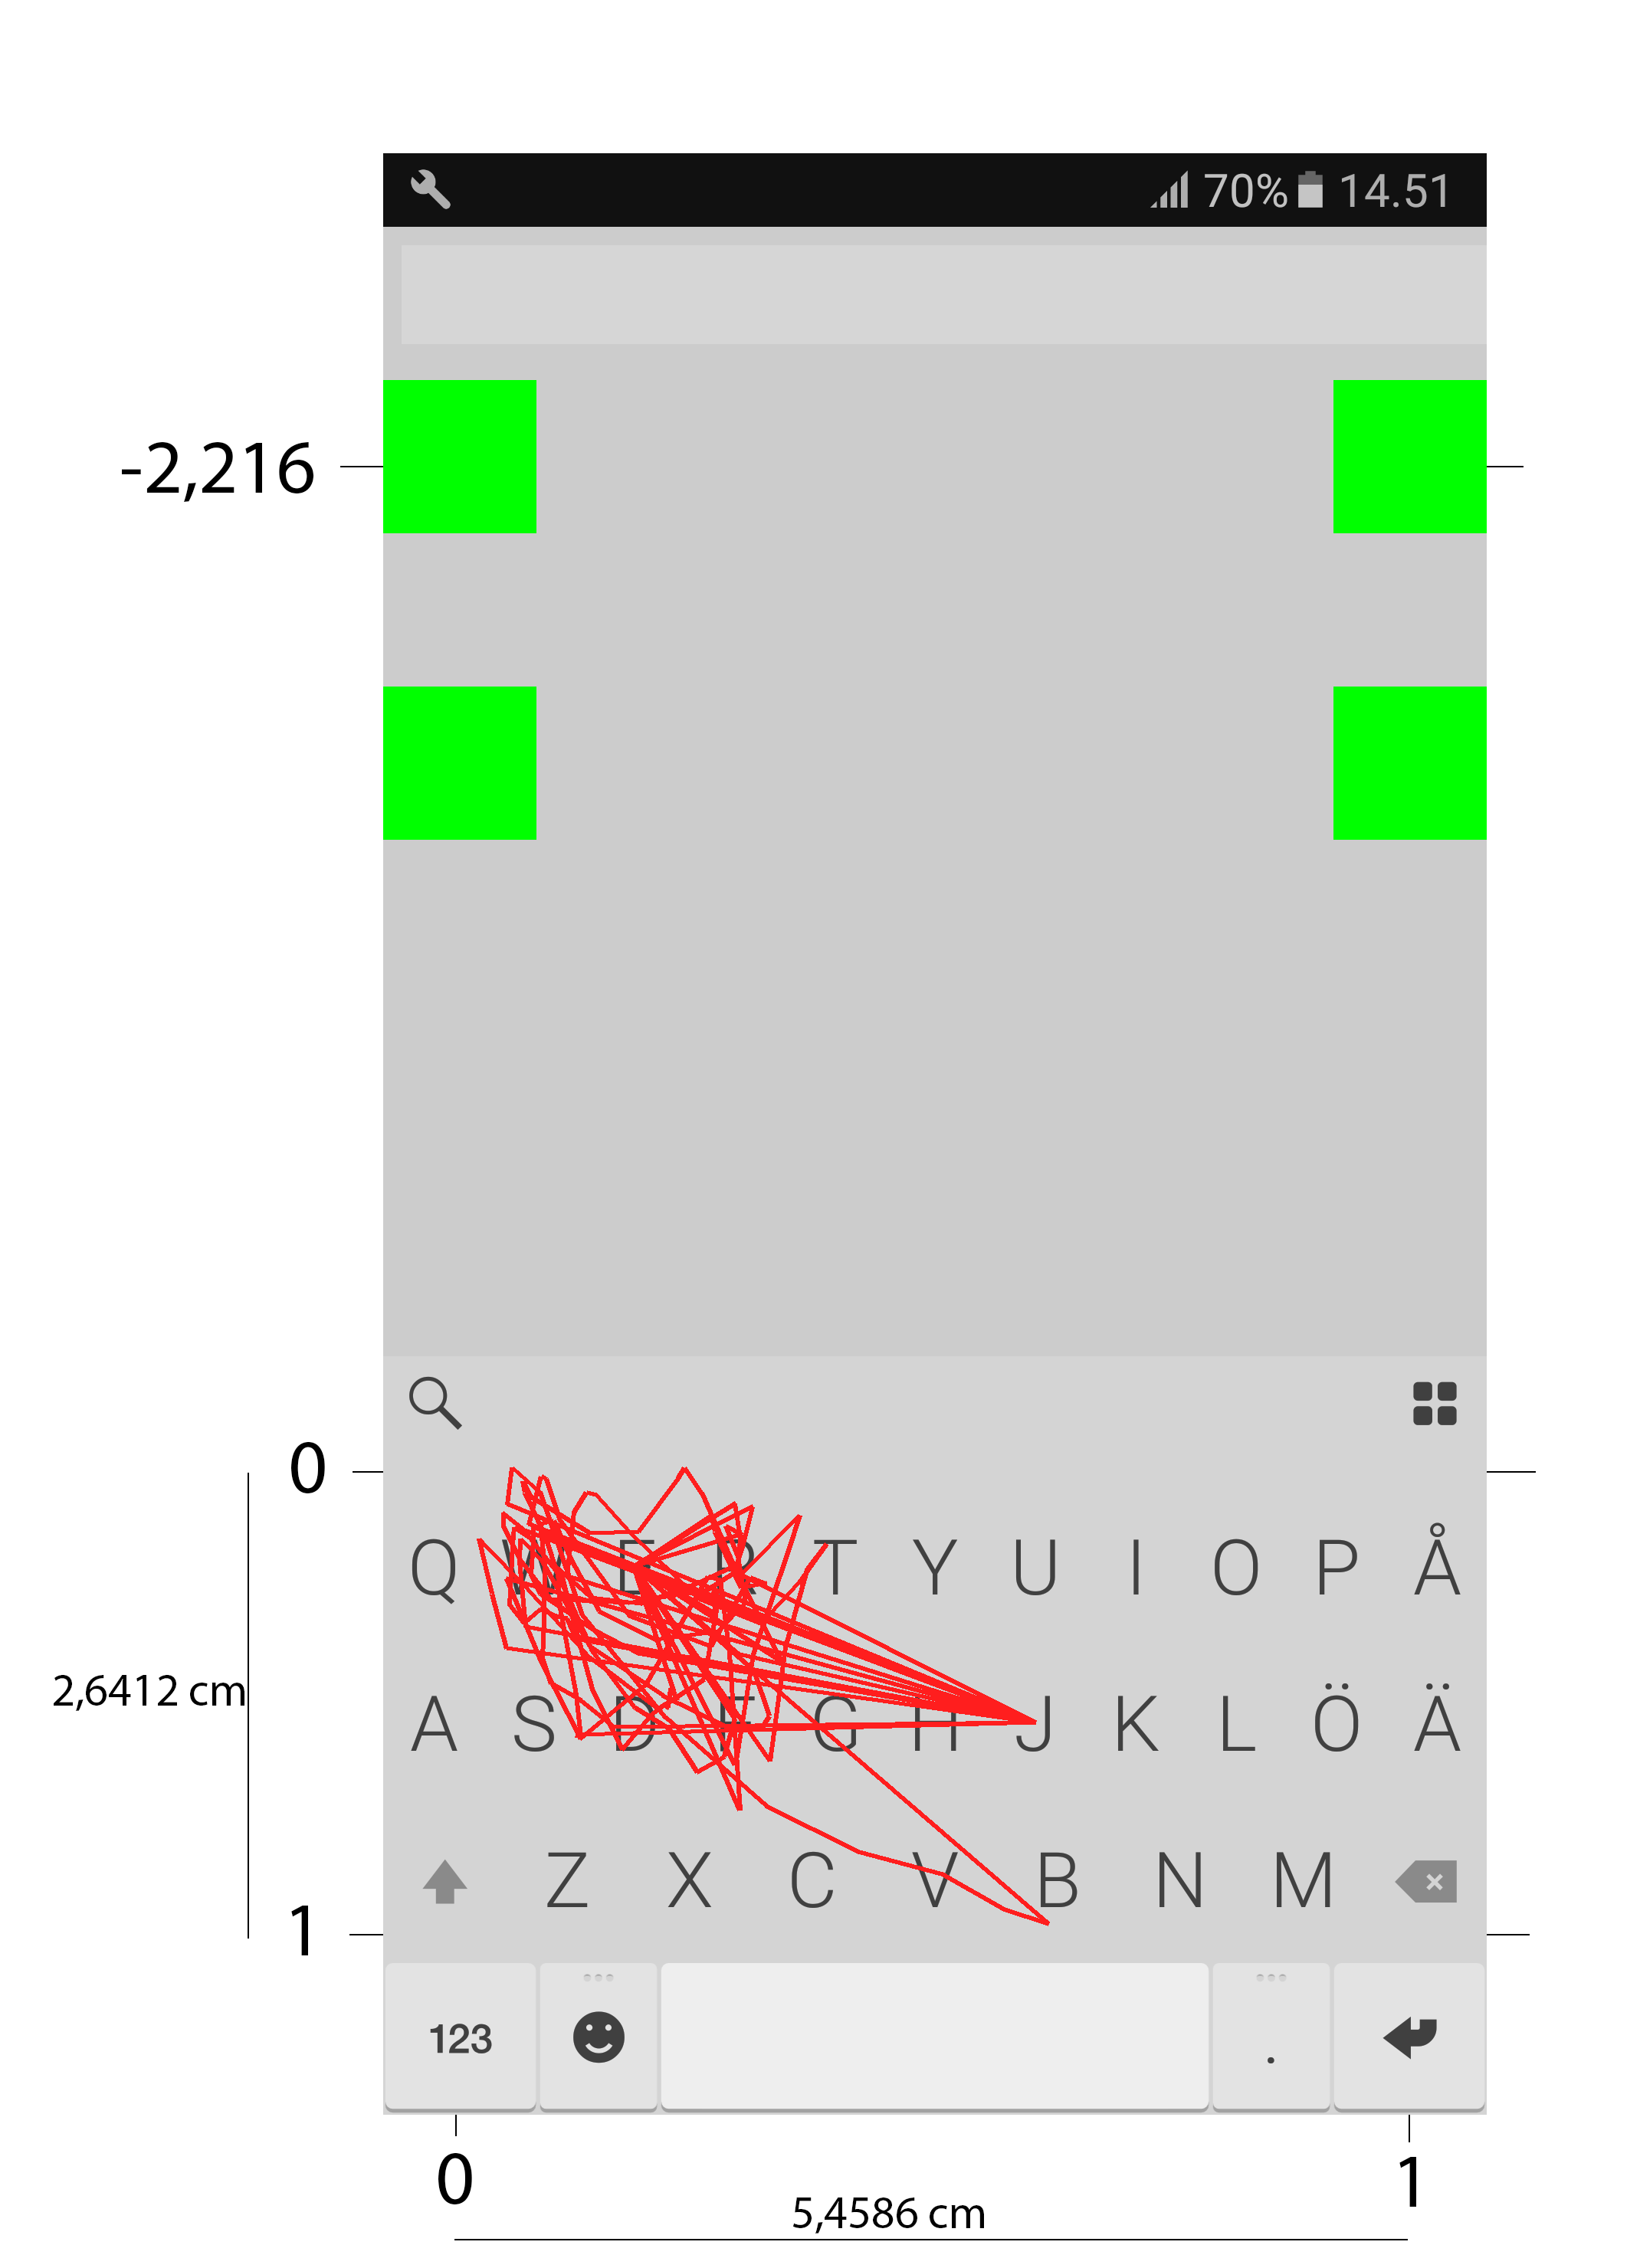 70% 14.51
-2,216
0
Q W E R T Y U I O P Å
2,6412 cm
A S D F G H J K L Ö Ä
Z X C V B N M
1
123 .
0 1
5,4586 cm